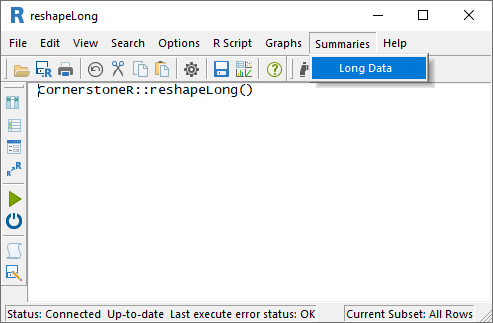 R reshapeLong
File Edit View Search Options R Script Graphs Summaries Help
Long Data
CornerstoneR::reshapeLong()
Status: Connected Up-to-date Last execute error status: OK Current Subset: All Rows